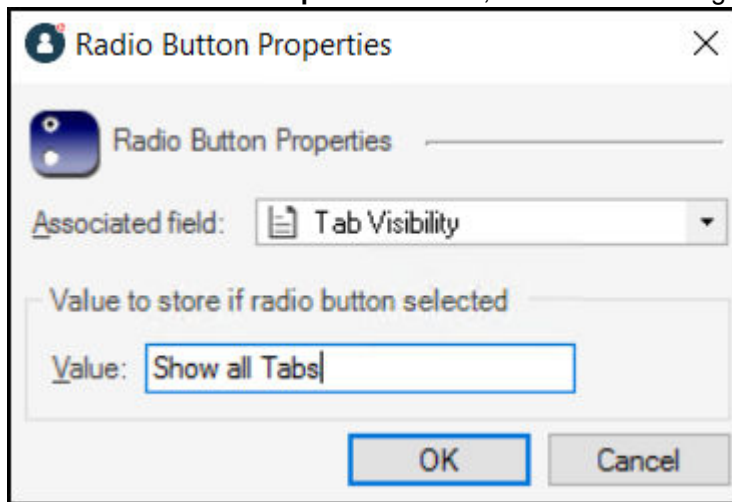 Radio Button Properties
Radio Button Properties
Associated field: Tab Visibility
Value to store if radio button selected
Value: Show all Tabs
OK Cancel